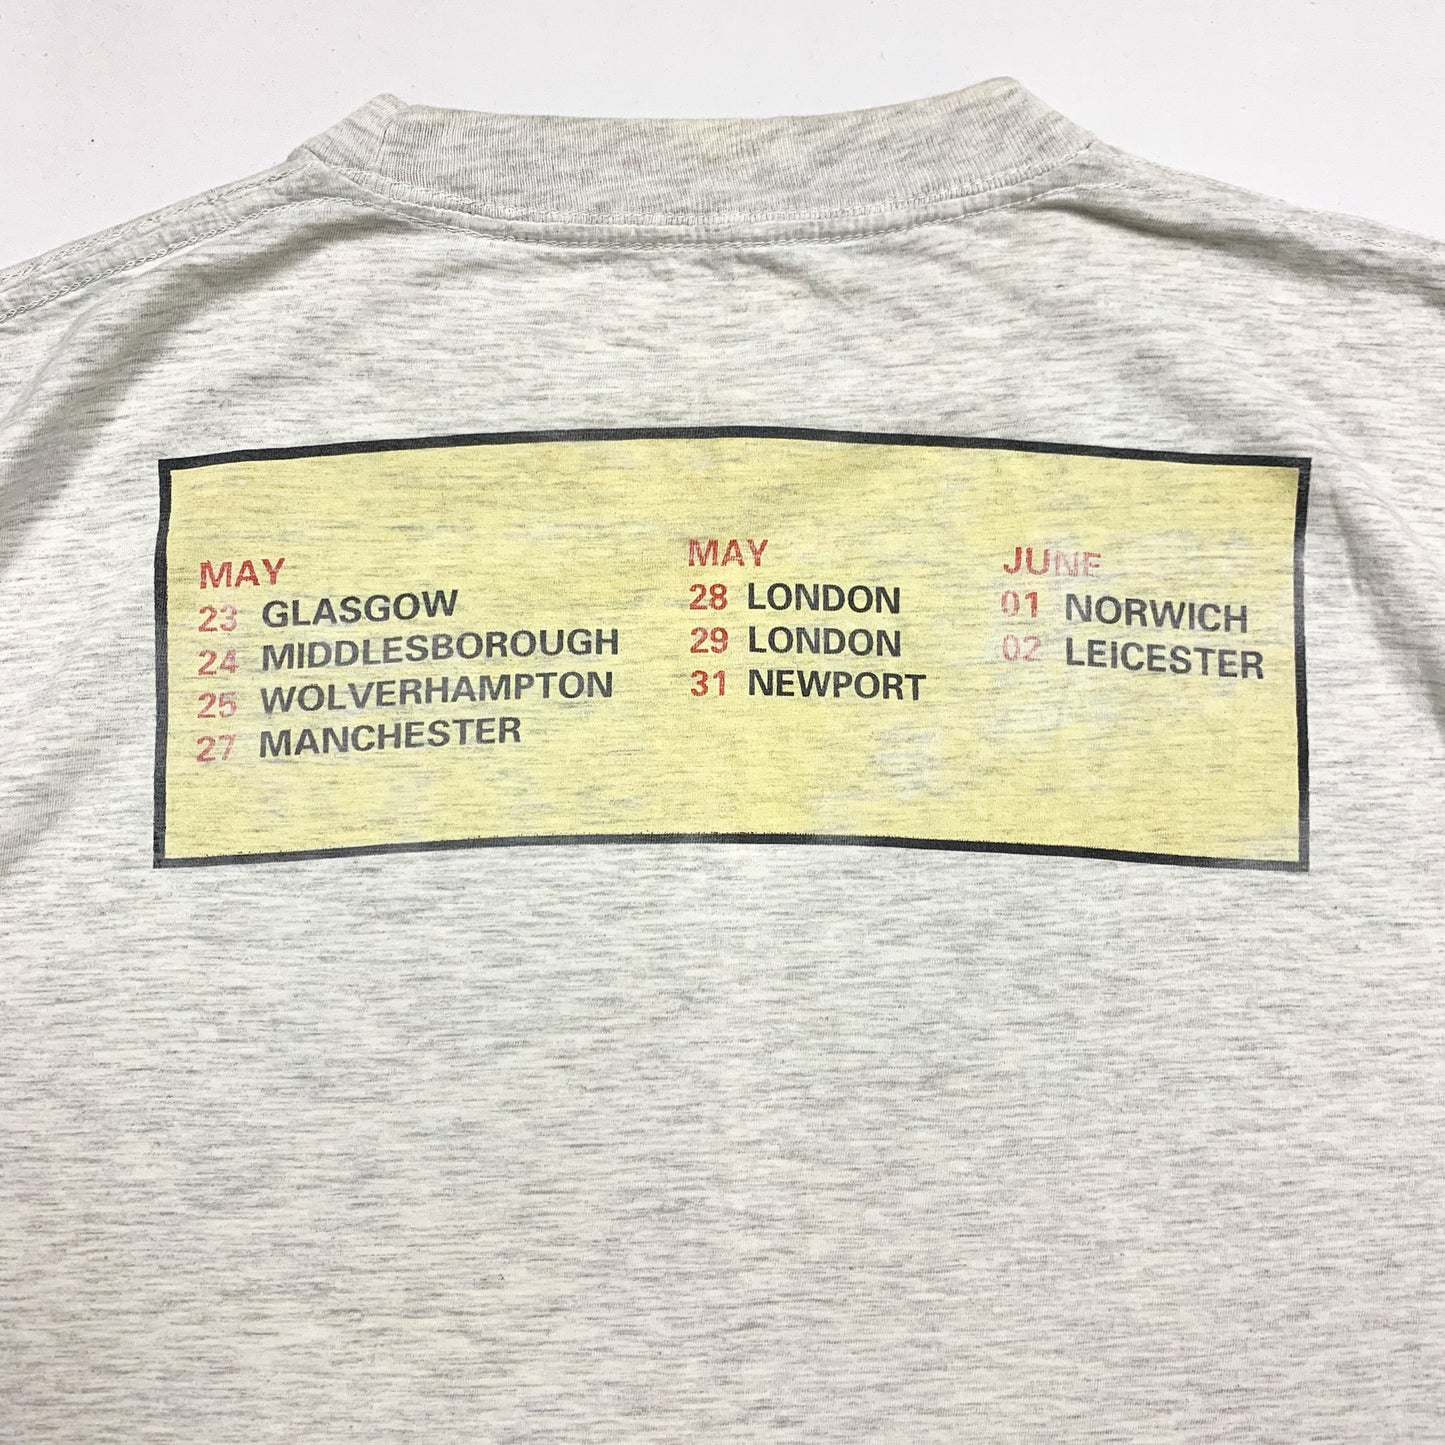 MAY
23 GLASGOW
24 MIDDLESBOROUGH
25 WOLVERHAMPTON
27 MANCHESTER
MAY
28 LONDON
29 LONDON
31 NEWPORT
JUNE
01 NORWICH
02 LEICESTER